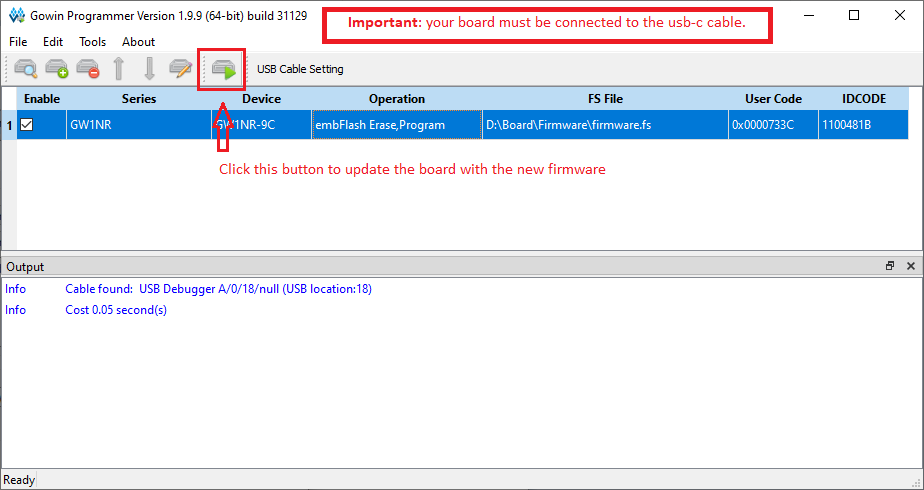 Gowin Programmer Version 1.9.9 (64-bit) build 31129
Important: your board must be connected to the usb-c cable.
File Edit Tools About
USB Cable Setting
Enable Series Device Operation FS File User Code IDCODE
1 GW1NR GW1NR-9C embFlash Erase,Program D:\Board\Firmware\firmware.fs 0x0000733C 1100481B
Click this button to update the board with the new firmware
Output
Info Cable found: USB Debugger A/0/18/null (USB location:18)
Info Cost 0.05 second(s)
Ready